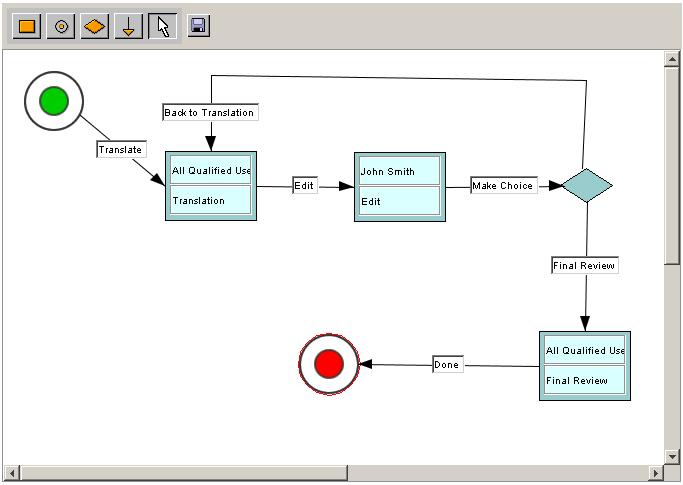 Back to Translation
Translate
All Qualified Use
Translation
Edit
John Smith
Edit
Make Choice
Final Review
All Qualified Use
Final Review
Done